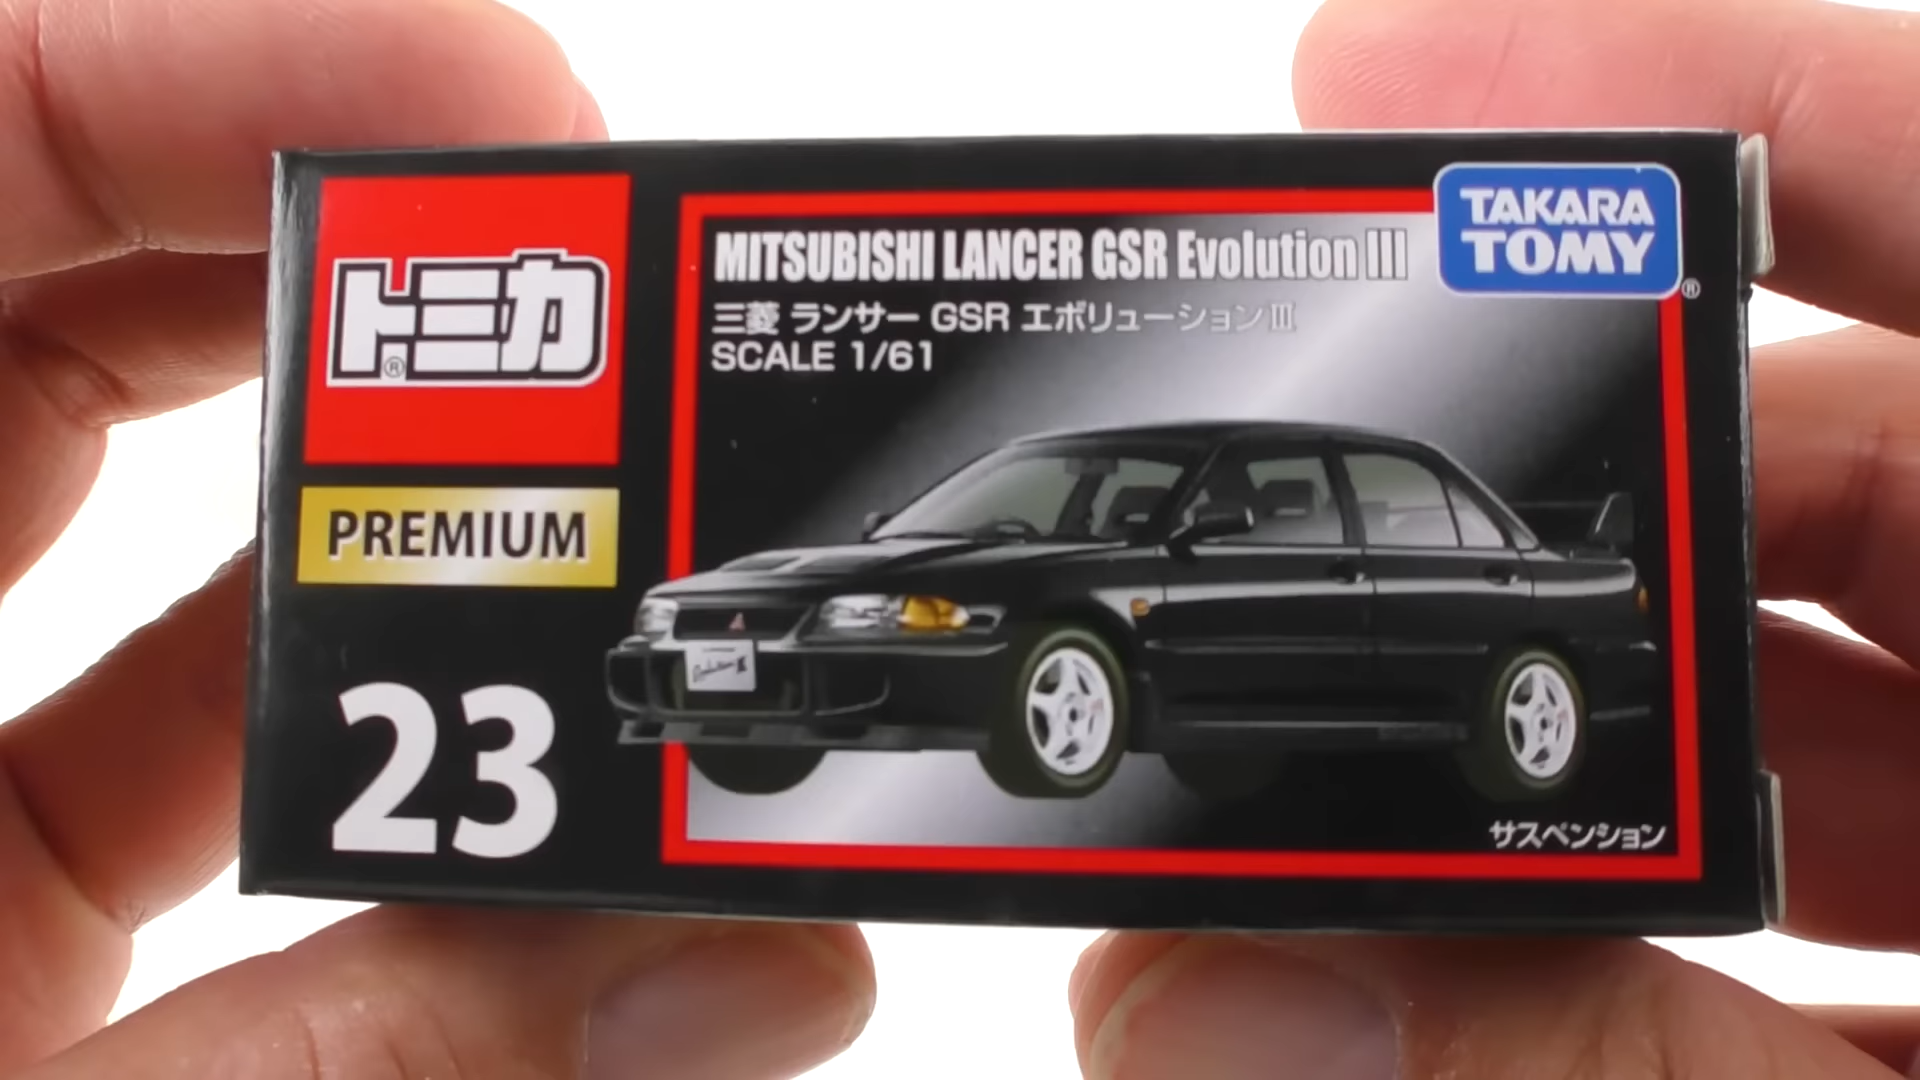 トミカ®
PREMIUM
23
MITSUBISHI LANCER GSR Evolution III
三菱 ランサー GSR エボリューションⅢ
SCALE 1/61
TAKARA
TOMY
®
サスペンション